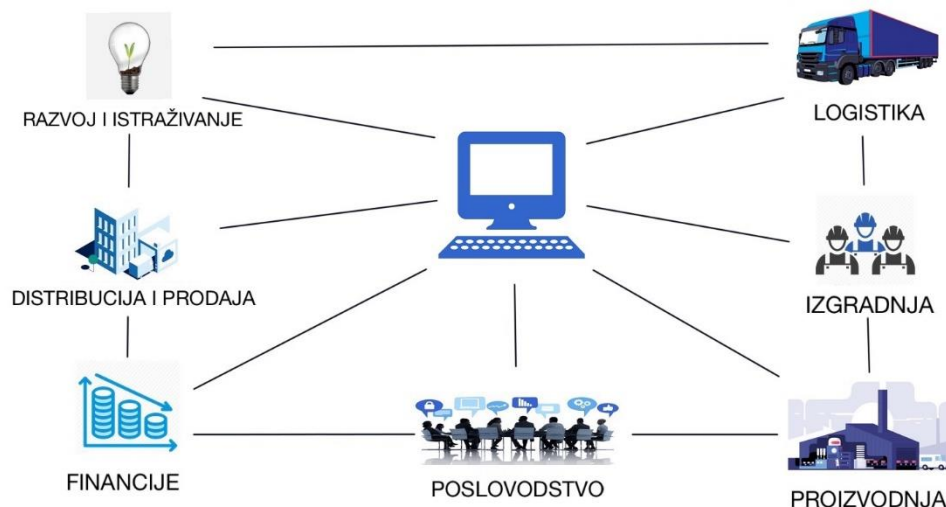 RAZVOJ I ISTRAŽIVANJE
LOGISTIKA
DISTRIBUCIJA I PRODAJA
IZGRADNJA
FINANCIJE
POSLOVODSTVO
PROIZVODNJA